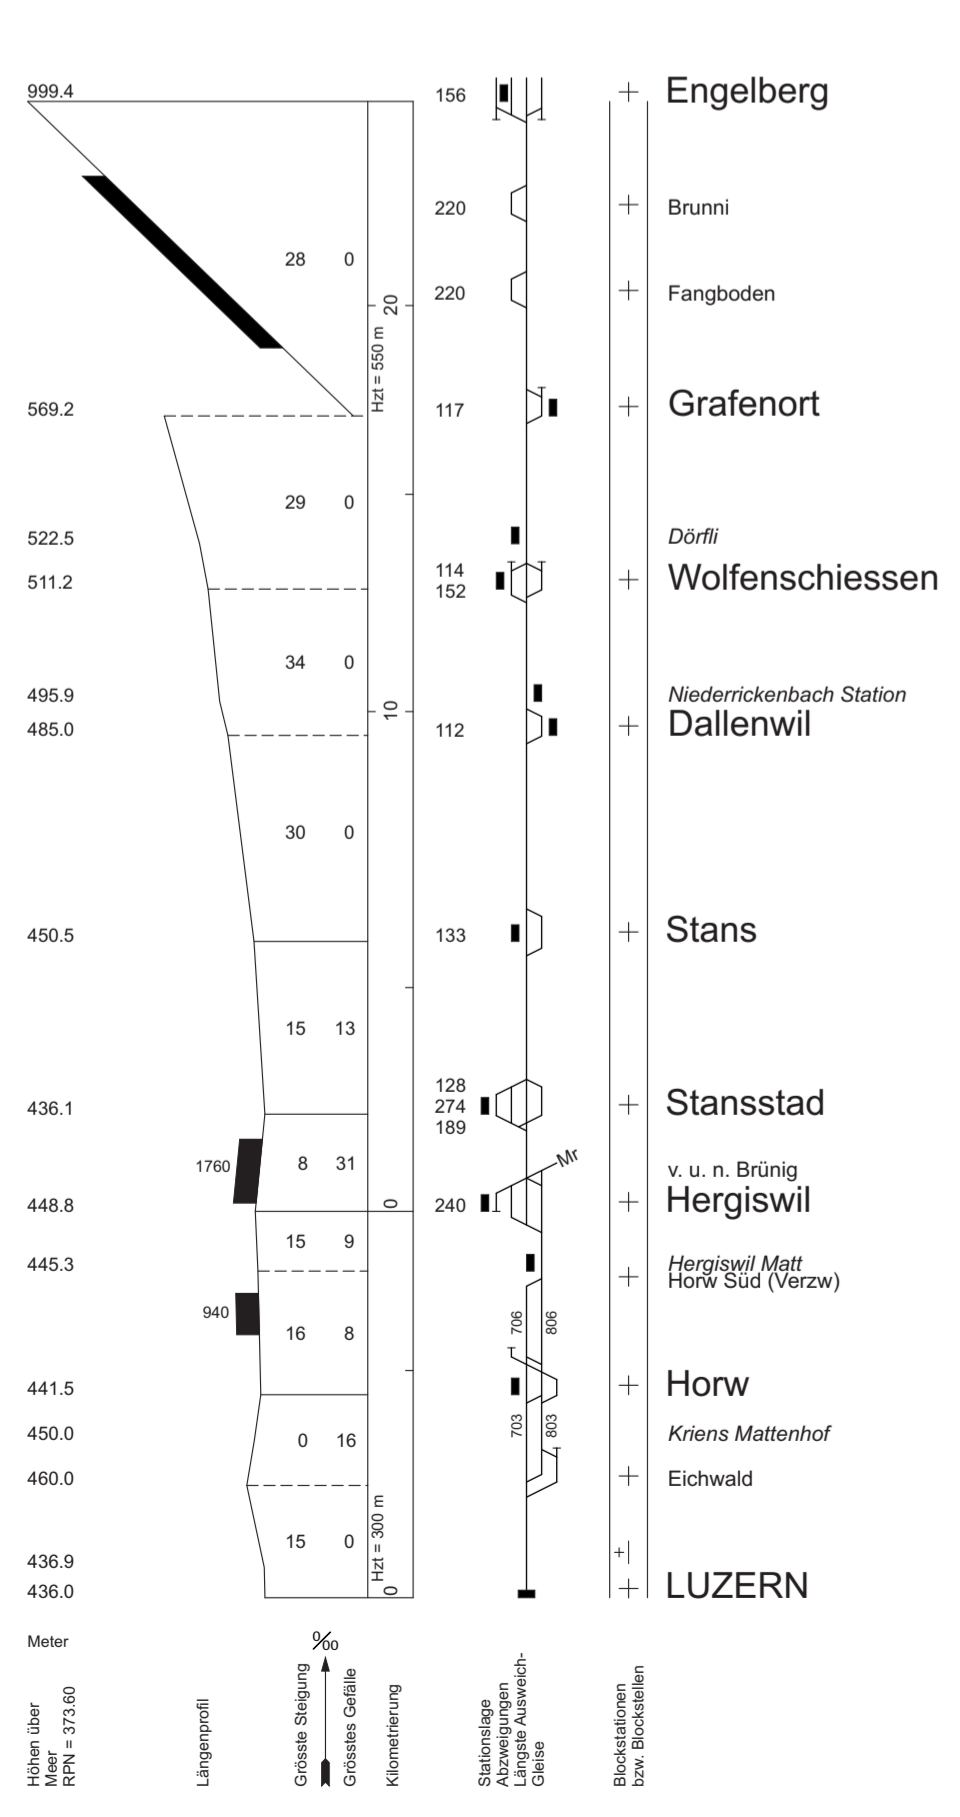 999.4 156 Engelberg
220 Brunni
28 0
20
220 Fangboden
Hzt = 550 m
569.2 117 Grafenort
29 0
522.5 Dörfli
511.2 114 Wolfenschiessen
152
34 0
495.9 Niederrickenbach Station
10
485.0 112 Dallenwil
30 0
450.5 133 Stans
15 13
128
436.1 274 Stansstad
189
1760 8 31 Mr v. u. n. Brünig
448.8 0 240 Hergiswil
15 9
445.3 Hergiswil Matt
Horw Süd (Verzw)
940 706 806
16 8
441.5 Horw
450.0 0 16 703 803 Kriens Mattenhof
460.0 Eichwald
15 0 Hzt = 300 m
436.9
436.0 0 LUZERN
Meter
0/00
Höhen über
Meer
RPN = 373.60
Längenprofil
Grösste Steigung
Grösstes Gefälle
Kilometrierung
Stationslage
Abzweigungen
Längste Ausweich-
Gleise
Blockstationen
bzw. Blockstellen